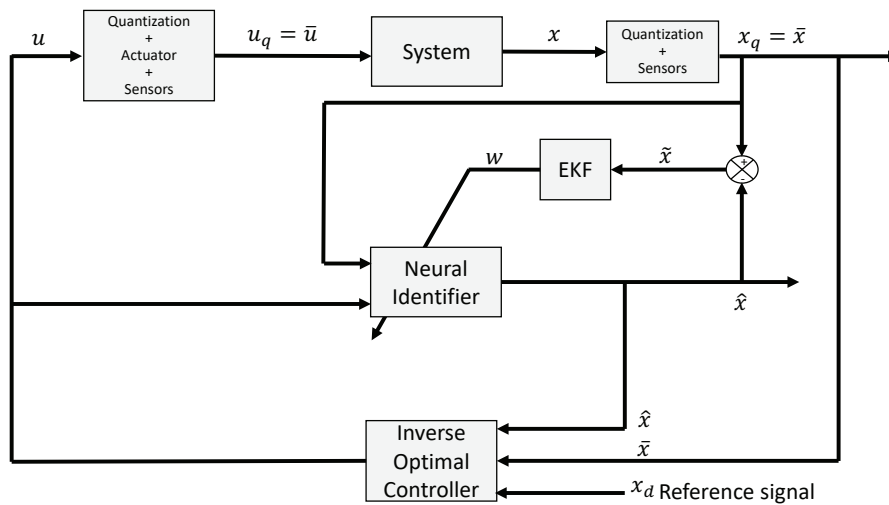 u
Quantization
+
Actuator
+
Sensors
u_q = ū
System
x
Quantization
+
Sensors
x_q = x̄
w
EKF
x̃
+
-
Neural
Identifier
x̂
x̂
Inverse
Optimal
Controller
x̄
x_d Reference signal